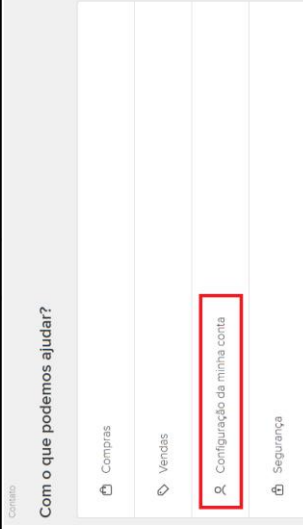 Contato
Com o que podemos ajudar?
Compras
Vendas
Configuração da minha conta
Segurança